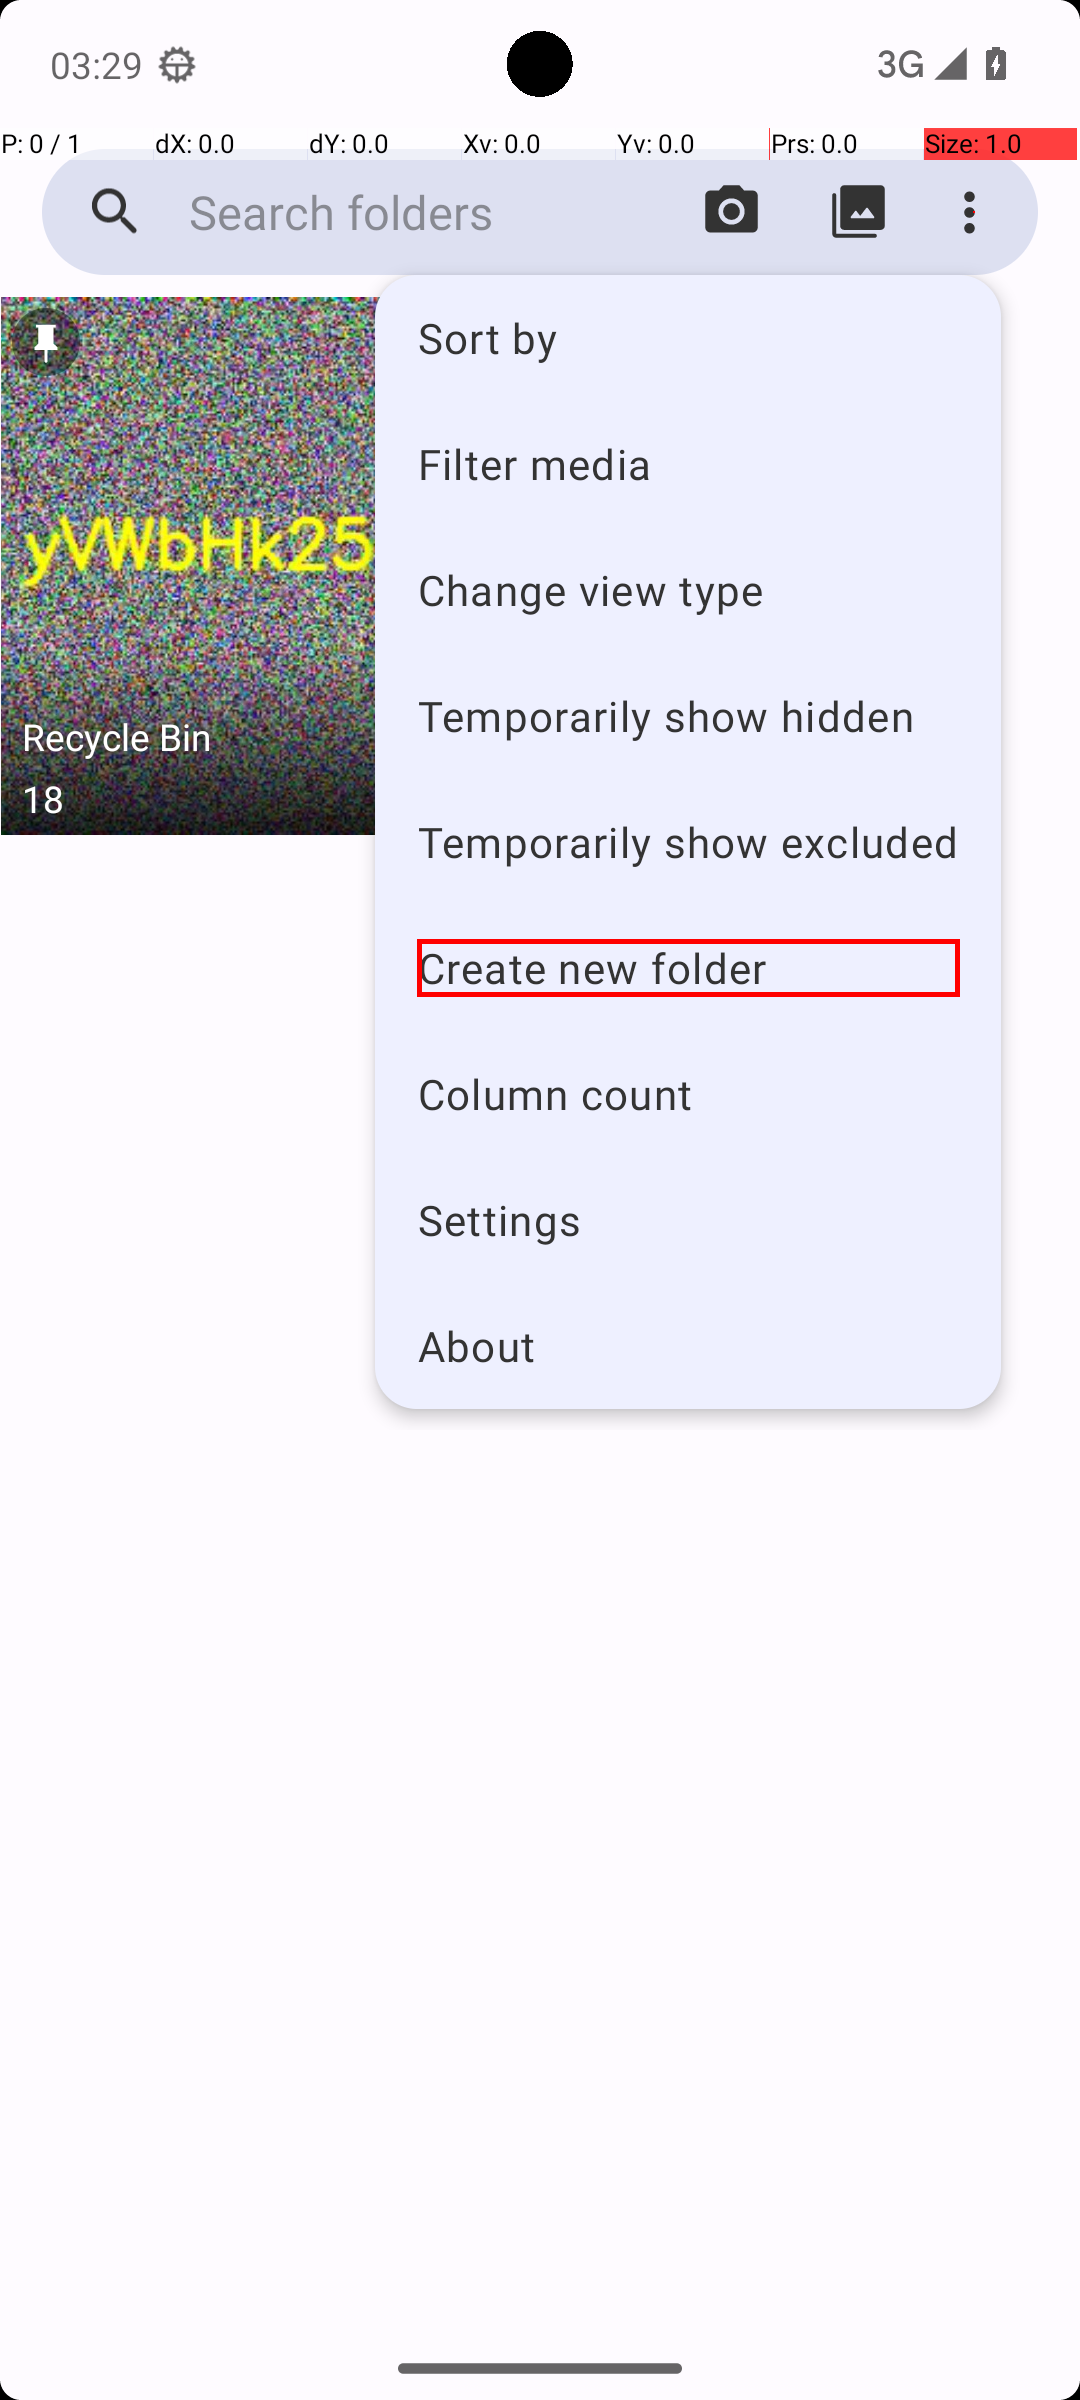 03:29
3G
P: 0 / 1 dX: 0.0 dY: 0.0 Xv: 0.0 Yv: 0.0 Prs: 0.0 Size: 1.0
Search folders
Sort by
Filter media
yVWbHk25
Change view type
Temporarily show hidden
Recycle Bin
18
Temporarily show excluded
Create new folder
Column count
Settings
About